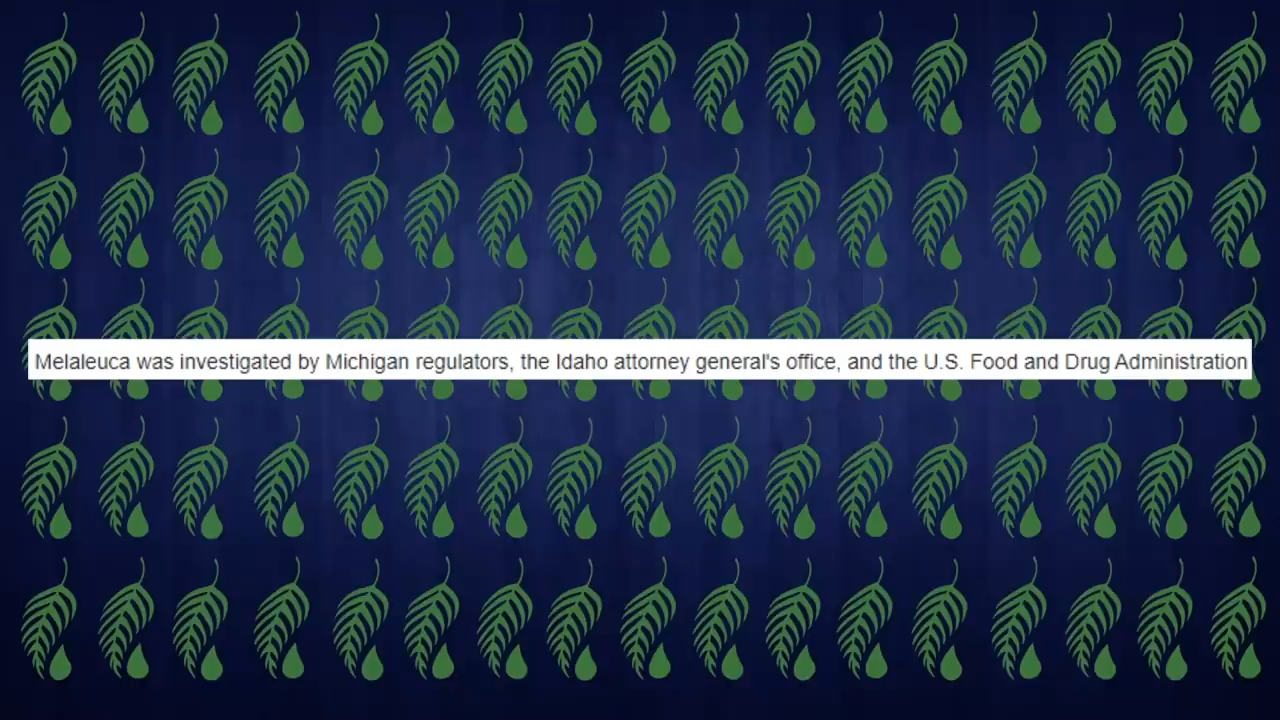 Melaleuca was investigated by Michigan regulators, the Idaho attorney general's office, and the U.S. Food and Drug Administration